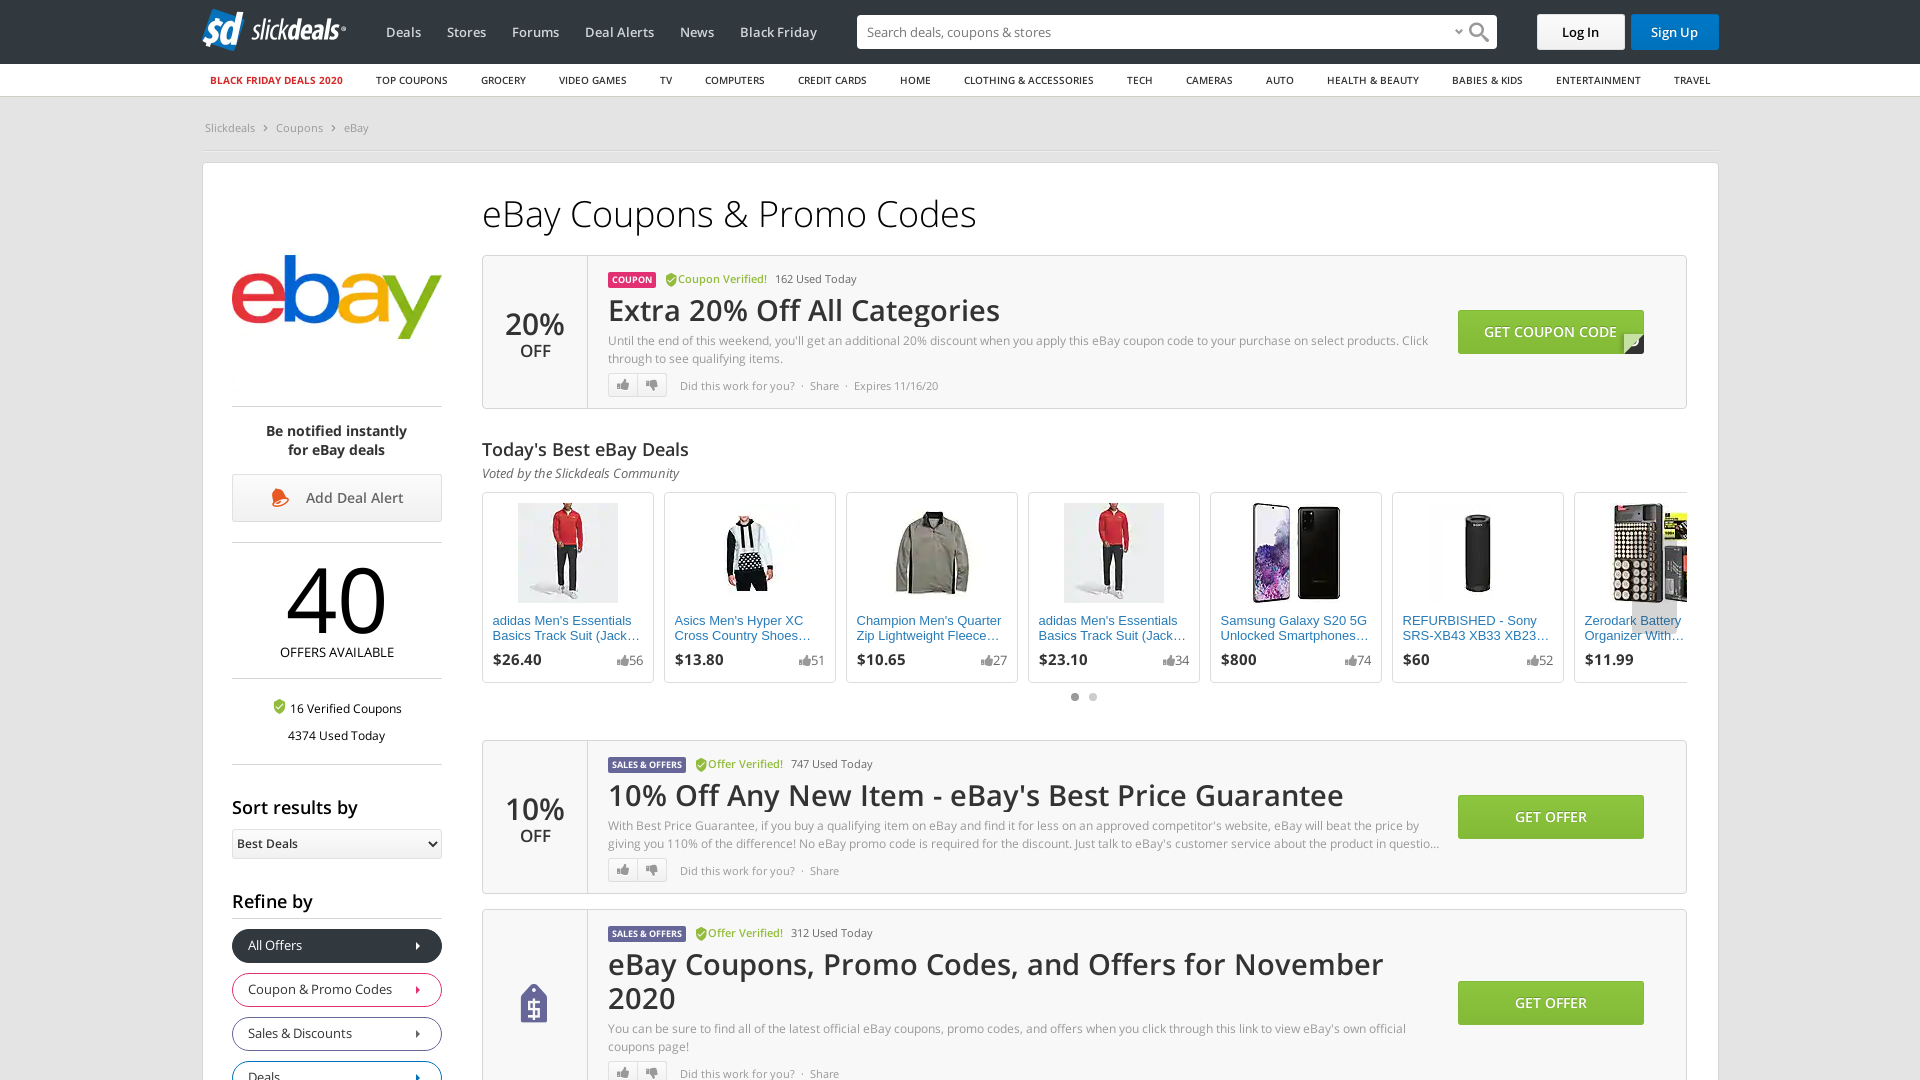 slickdeals
Deals
Stores
Forums
Deal Alerts
News
Black Friday
Search deals, coupons & stores
Log In
Sign Up
BLACK FRIDAY DEALS 2020
TOP COUPONS
GROCERY
VIDEO GAMES
TV
COMPUTERS
CREDIT CARDS
HOME
CLOTHING & ACCESSORIES
TECH
CAMERAS
AUTO
HEALTH & BEAUTY
BABIES & KIDS
ENTERTAINMENT
TRAVEL
Slickdeals > Coupons > eBay
ebay
Be notified instantly
for eBay deals
Add Deal Alert
40
OFFERS AVAILABLE
16 Verified Coupons
4374 Used Today
Sort results by
Best Deals
Refine by
All Offers
Coupon & Promo Codes
Sales & Discounts
Deals
eBay Coupons & Promo Codes
20%
OFF
COUPON Coupon Verified! 162 Used Today
Extra 20% Off All Categories
Until the end of this weekend, you'll get an additional 20% discount when you apply this eBay coupon code to your purchase on select products. Click
through to see qualifying items.
Did this work for you? · Share · Expires 11/16/20
GET COUPON CODE
Today's Best eBay Deals
Voted by the Slickdeals Community
adidas Men's Essentials
Basics Track Suit (Jack...
$26.40 56
Asics Men's Hyper XC
Cross Country Shoes...
$13.80 51
Champion Men's Quarter
Zip Lightweight Fleece...
$10.65 27
adidas Men's Essentials
Basics Track Suit (Jack...
$23.10 34
Samsung Galaxy S20 5G
Unlocked Smartphones...
$800 74
REFURBISHED - Sony
SRS-XB43 XB33 XB23...
$60 52
Zerodark Battery
Organizer With...
$11.99
10%
OFF
SALES & OFFERS Offer Verified! 747 Used Today
10% Off Any New Item - eBay's Best Price Guarantee
With Best Price Guarantee, if you buy a qualifying item on eBay and find it for less on an approved competitor's website, eBay will beat the price by
giving you 110% of the difference! No eBay promo code is required for the discount. Just talk to eBay's customer service about the product in questio...
Did this work for you? · Share
GET OFFER
SALES & OFFERS Offer Verified! 312 Used Today
eBay Coupons, Promo Codes, and Offers for November
2020
You can be sure to find all of the latest official eBay coupons, promo codes, and offers when you click through this link to view eBay's own official
coupons page!
Did this work for you? · Share
GET OFFER